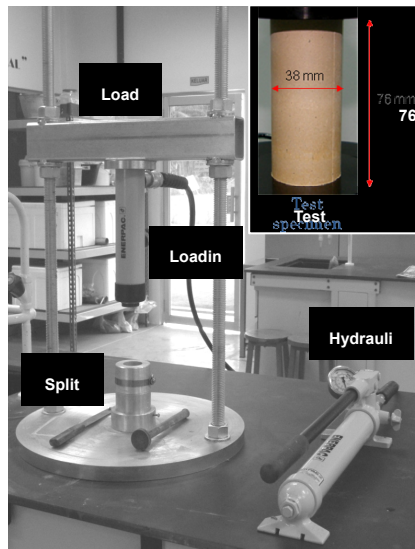 Load
38 mm
76 mm
76
Test
specimen
Test
Loadin
ENERPAC
Hydrauli
Split
ENERPAC